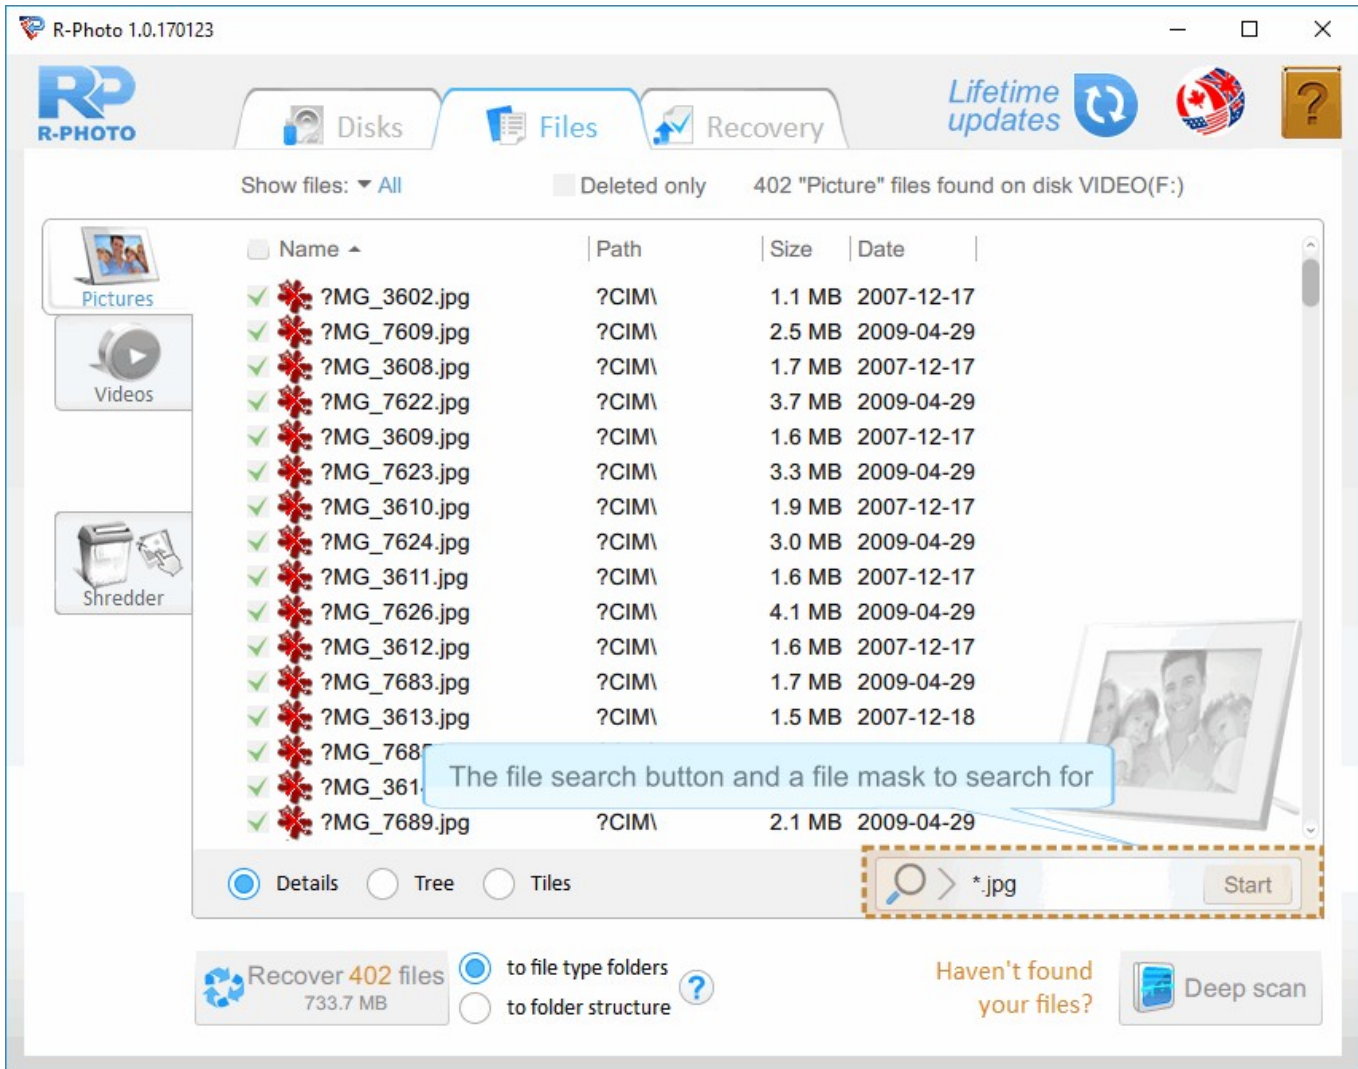 R-Photo 1.0.170123
RP
R-PHOTO
Disks
Files
Recovery
Lifetime
updates
?
Show files: All
Deleted only
402 "Picture" files found on disk VIDEO(F:)
Pictures
Videos
Shredder
Name Path Size Date
?MG_3602.jpg ?CIM\ 1.1 MB 2007-12-17
?MG_7609.jpg ?CIM\ 2.5 MB 2009-04-29
?MG_3608.jpg ?CIM\ 1.7 MB 2007-12-17
?MG_7622.jpg ?CIM\ 3.7 MB 2009-04-29
?MG_3609.jpg ?CIM\ 1.6 MB 2007-12-17
?MG_7623.jpg ?CIM\ 3.3 MB 2009-04-29
?MG_3610.jpg ?CIM\ 1.9 MB 2007-12-17
?MG_7624.jpg ?CIM\ 3.0 MB 2009-04-29
?MG_3611.jpg ?CIM\ 1.6 MB 2007-12-17
?MG_7626.jpg ?CIM\ 4.1 MB 2009-04-29
?MG_3612.jpg ?CIM\ 1.6 MB 2007-12-17
?MG_7683.jpg ?CIM\ 1.7 MB 2009-04-29
?MG_3613.jpg ?CIM\ 1.5 MB 2007-12-18
The file search button and a file mask to search for
?MG_7689.jpg ?CIM\ 2.1 MB 2009-04-29
Details Tree Tiles
*.jpg
Start
Recover 402 files
733.7 MB
to file type folders
to folder structure
?
Haven't found
your files?
Deep scan